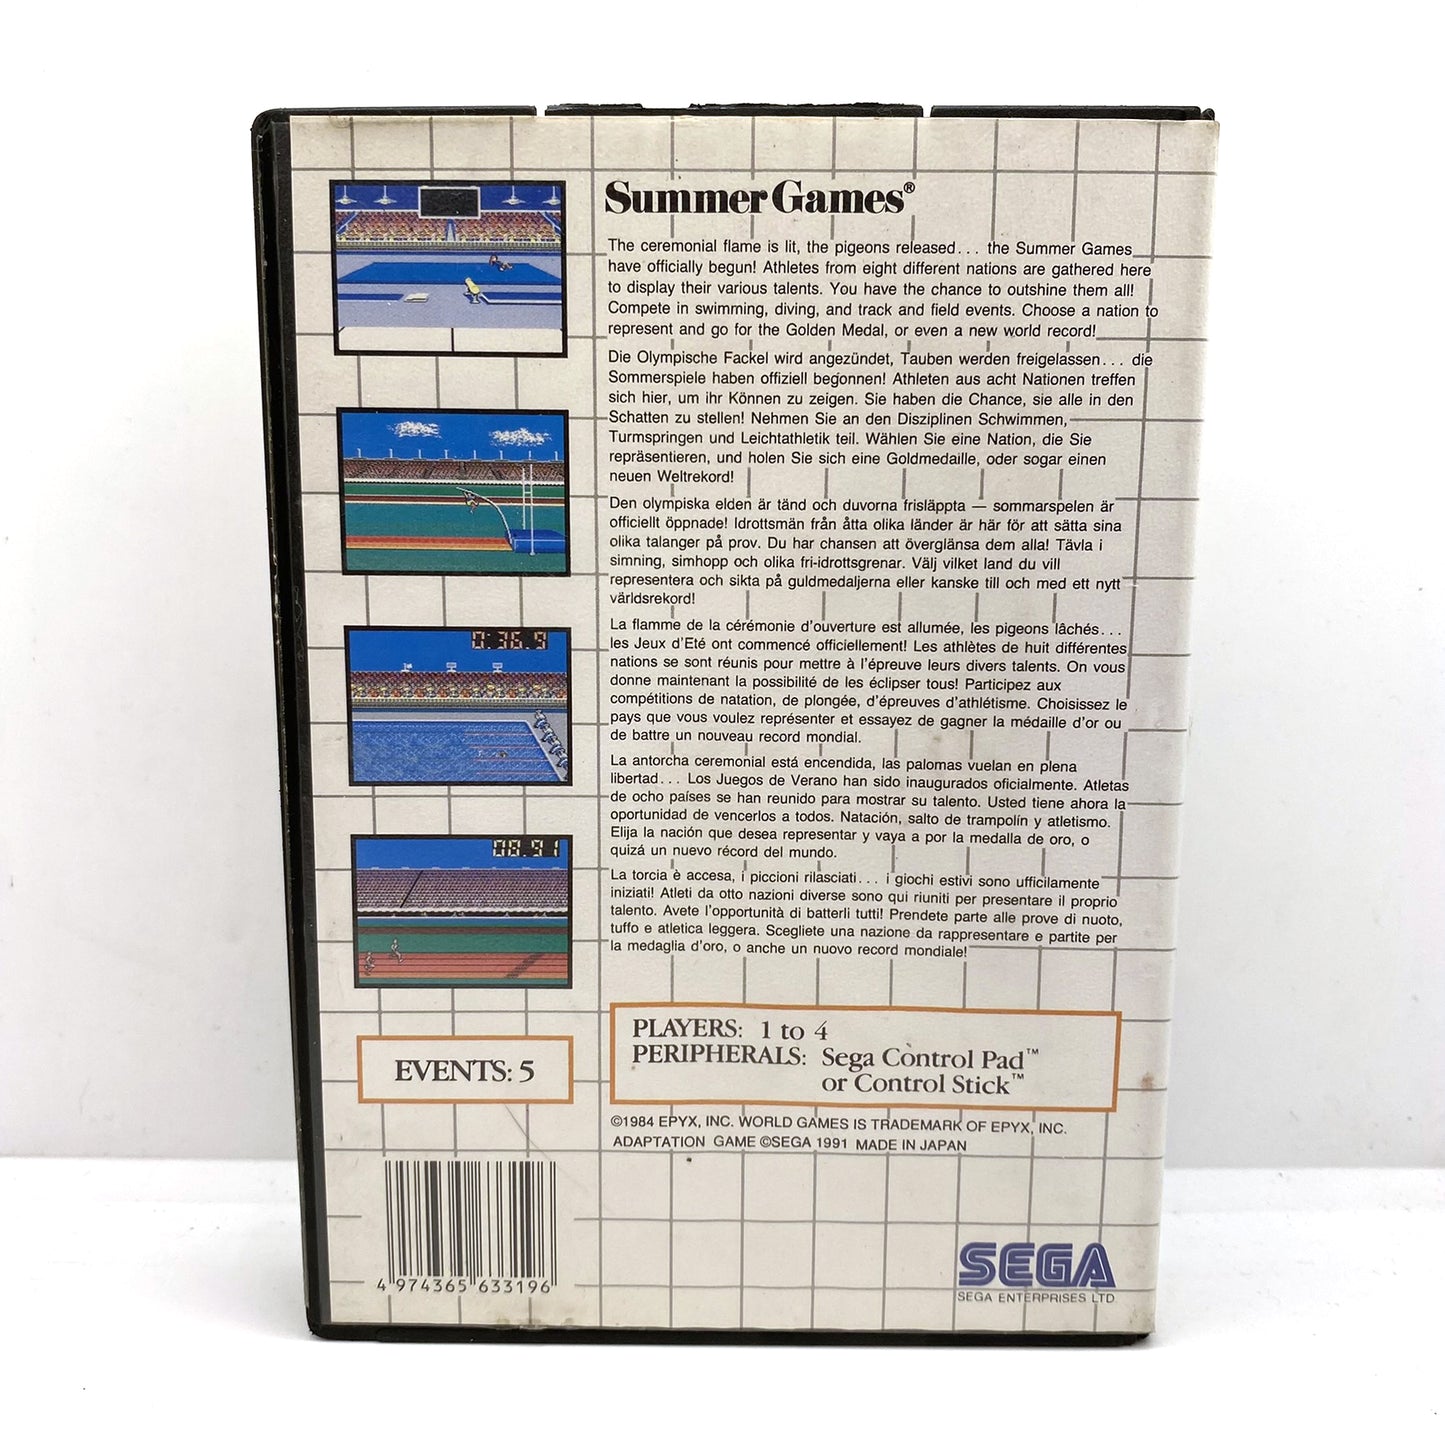 Summer Games®
The ceremonial flame is lit, the pigeons released... the Summer Games
have officially begun! Athletes from eight different nations are gathered here
to display their various talents. You have the chance to outshine them all!
Compete in swimming, diving, and track and field events. Choose a nation to
represent and go for the Golden Medal, or even a new world record!
Die Olympische Fackel wird angezündet, Tauben werden freigelassen... die
Sommerspiele haben offiziell begonnen! Athleten aus acht Nationen treffen
sich hier, um ihr Können zu zeigen. Sie haben die Chance, sie alle in den
Schatten zu stellen! Nehmen Sie an den Disziplinen Schwimmen,
Turmspringen und Leichtathletik teil. Wählen Sie eine Nation, die Sie
repräsentieren, und holen Sie sich eine Goldmedaille, oder sogar einen
neuen Weltrekord!
Den olympiska elden är tänd och duvorna frisläppta — sommarspelen är
officiellt öppnade! Idrottsmän från åtta olika länder är här för att sätta sina
olika talanger på prov. Du har chansen att överglänsa dem alla! Tävla i
simning, simhopp och olika fri-idrottsgrenar. Välj vilket land du vill
representera och sikta på guldmedaljerna eller kanske till och med ett nytt
världsrekord!
La flamme de la cérémonie d'ouverture est allumée, les pigeons lâchés...
les Jeux d'Eté ont commencé officiellement! Les athlètes de huit différentes
nations se sont réunis pour mettre à l'épreuve leurs divers talents. On vous
donne maintenant la possibilité de les éclipser tous! Participez aux
compétitions de natation, de plongée, d'épreuves d'athlétisme. Choisissez le
pays que vous voulez représenter et essayez de gagner la médaille d'or ou
de battre un nouveau record mondial.
La antorcha ceremonial está encendida, las palomas vuelan en plena
libertad... Los Juegos de Verano han sido inaugurados oficialmente. Atletas
de ocho países se han reunido para mostrar su talento. Usted tiene ahora la
oportunidad de vencerlos a todos. Natación, salto de trampolín y atletismo.
Elija la nación que desea representar y vaya a por la medalla de oro, o
quizá un nuevo récord del mundo.
La torcia è accesa, i piccioni rilasciati... i giochi estivi sono ufficilamente
iniziati! Atleti da otto nazioni diverse sono qui riuniti per presentare il proprio
talento. Avete l'opportunità di batterli tutti! Prendete parte alle prove di nuoto,
tuffo e atletica leggera. Scegliete una nazione da rappresentare e partite per
la medaglia d'oro, o anche un nuovo record mondiale!
0:36.9
08.91
EVENTS: 5
PLAYERS: 1 to 4
PERIPHERALS: Sega Control Pad™
or Control Stick™
©1984 EPYX, INC. WORLD GAMES IS TRADEMARK OF EPYX, INC.
ADAPTATION GAME ©SEGA 1991 MADE IN JAPAN
4 974365 633196
SEGA
SEGA ENTERPRISES LTD